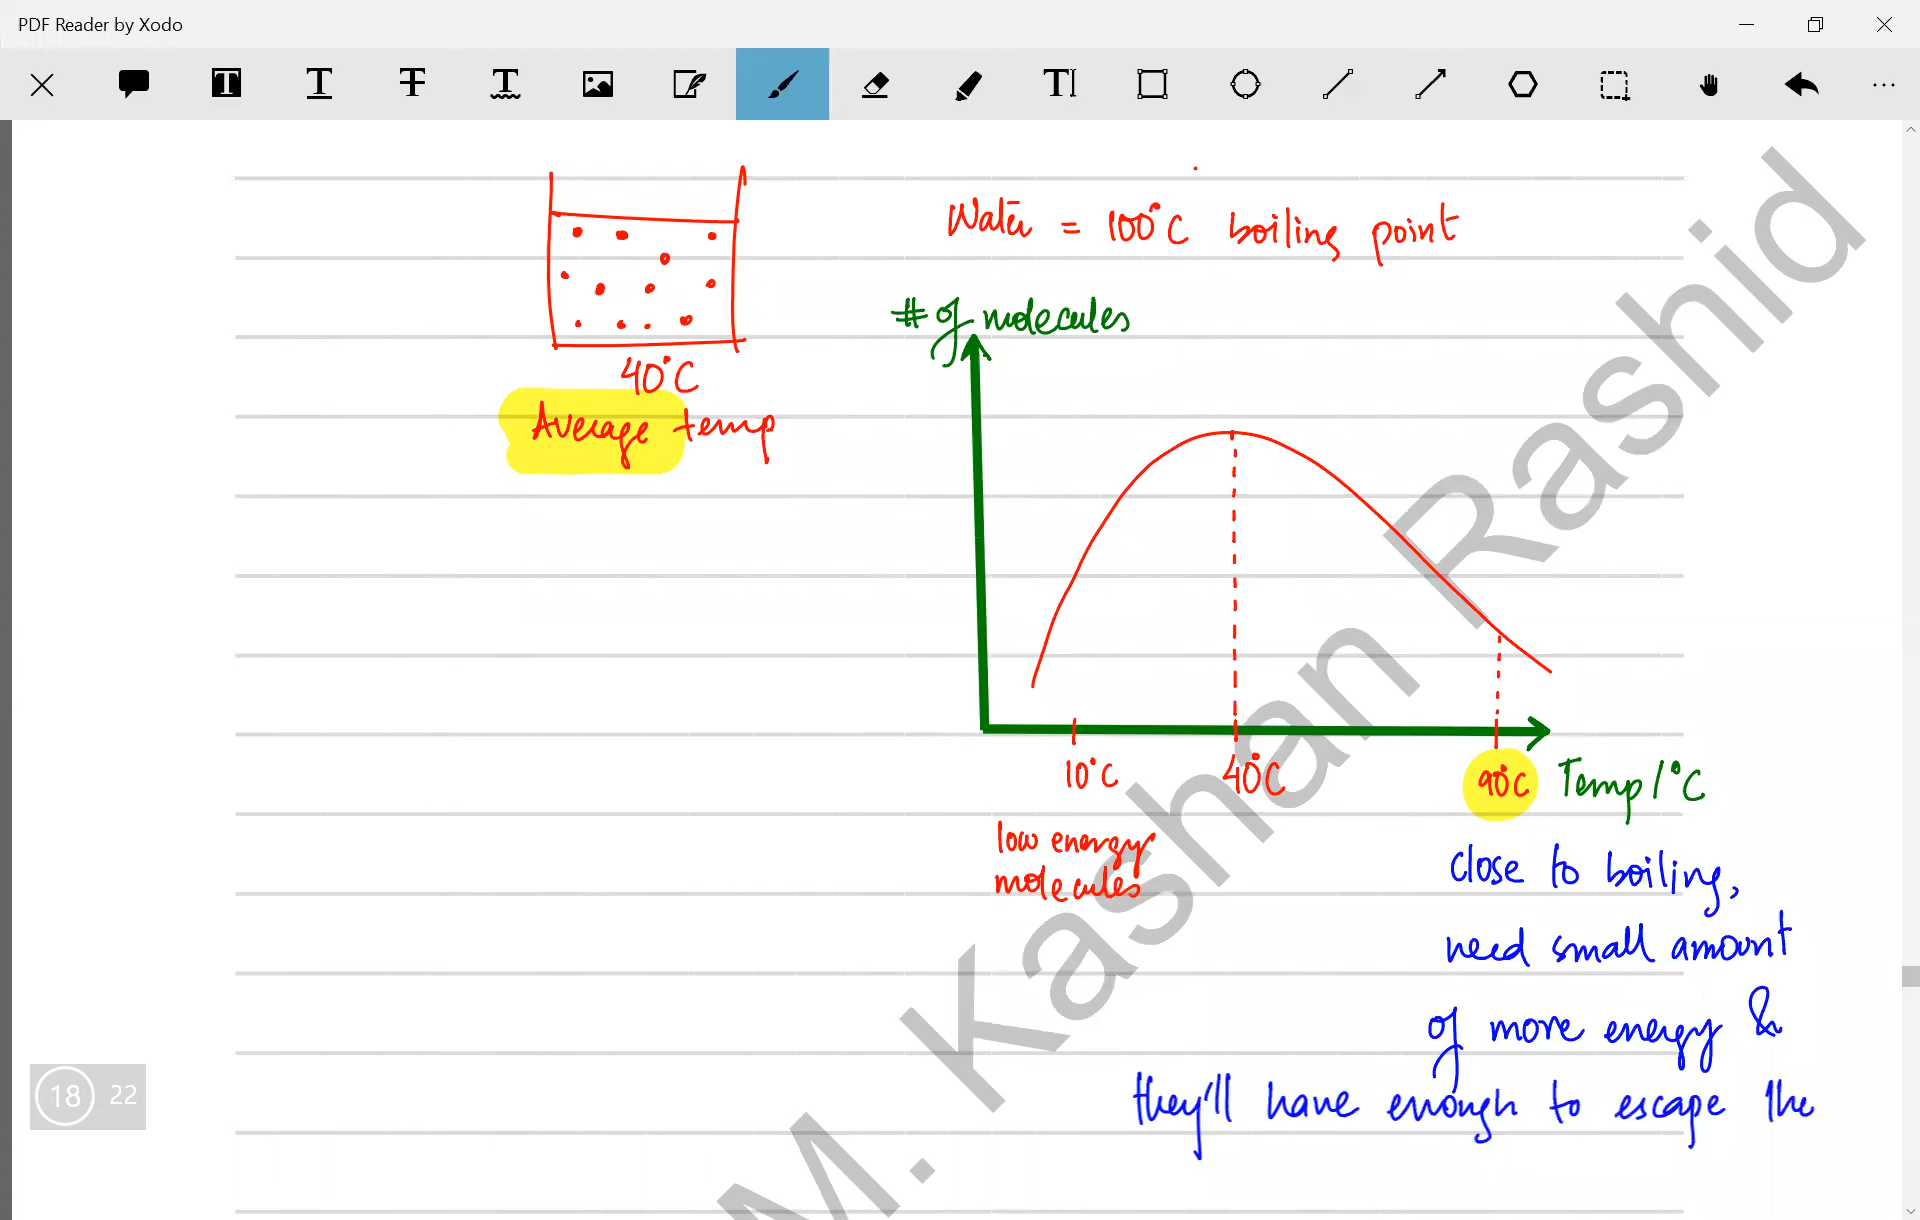 PDF Reader by Xodo
Water = 100°C boiling point
# of molecules
40°C
Average temp
10°C
40°C
90°C
Temp/°C
low energy
molecules
close to boiling,
need small amount
of more energy &
they'll have enough to escape the
18 22
M. Kashan Rashid